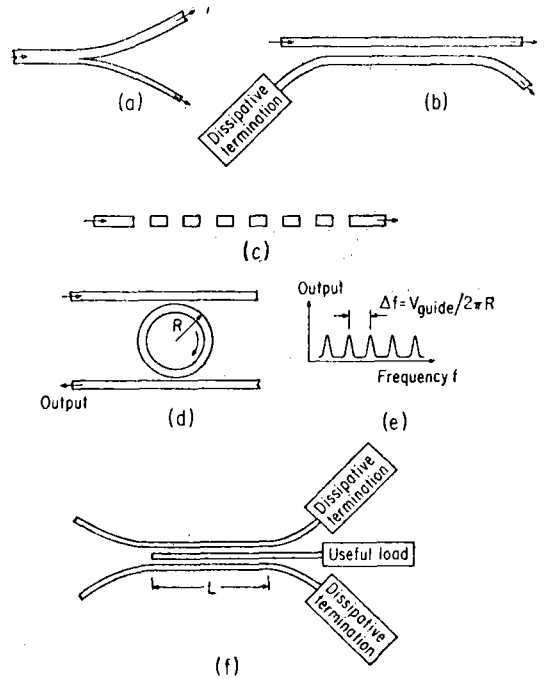 (a)
(b)
Dissipative
termination
(c)
R
Output
(d)
Output
Δf=V_guide/2πR
Frequency f
(e)
Dissipative
termination
Useful load
Dissipative
termination
L
(f)